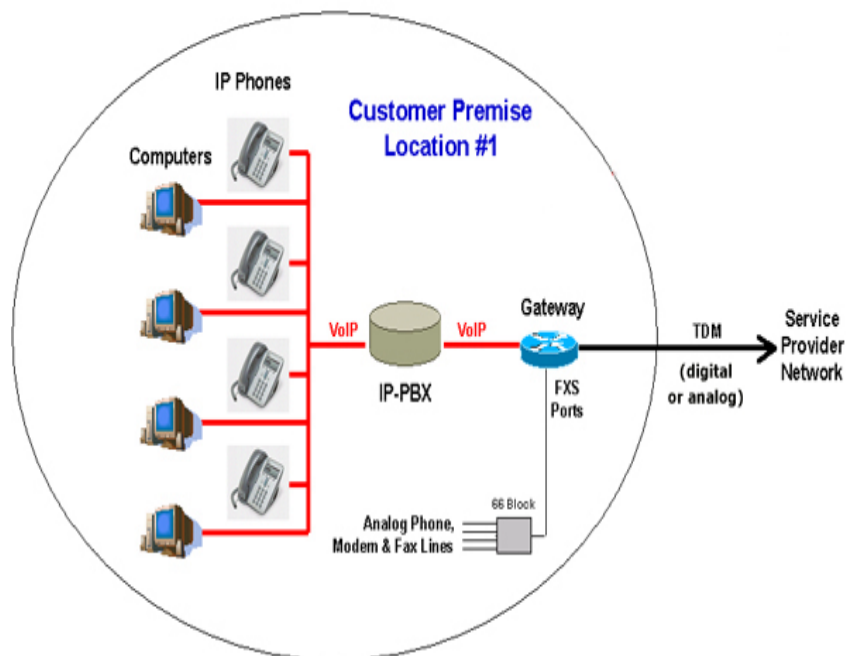 IP Phones
Customer Premise
Location #1
Computers
VoIP
IP-PBX
VoIP
Gateway
FXS
Ports
TDM
(digital
or analog)
Service
Provider
Network
66 Block
Analog Phone,
Modem & Fax Lines